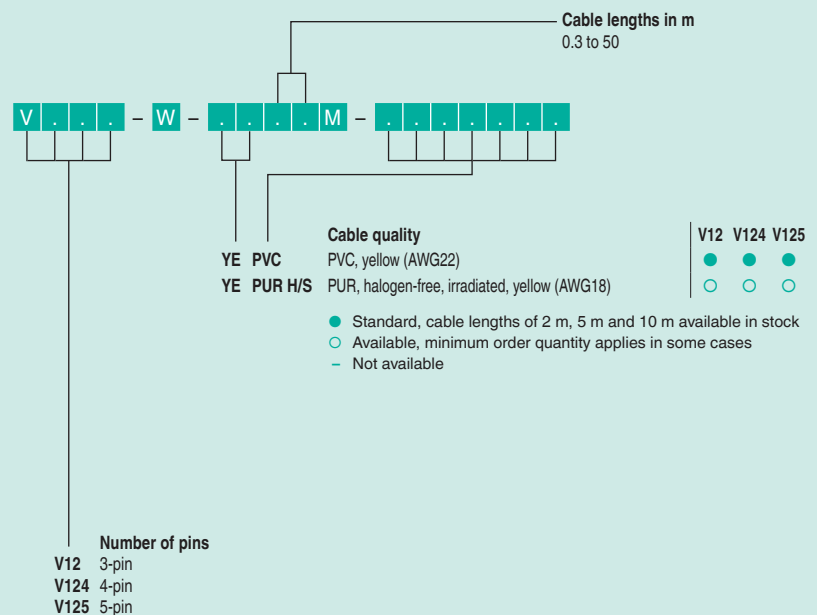 Cable lengths in m
0.3 to 50
V . . . – W – . . . . M – . . . . . . .
Cable quality V12 V124 V125
YE PVC PVC, yellow (AWG22) ● ● ●
YE PUR H/S PUR, halogen-free, irradiated, yellow (AWG18) ○ ○ ○
● Standard, cable lengths of 2 m, 5 m and 10 m available in stock
○ Available, minimum order quantity applies in some cases
– Not available
Number of pins
V12 3-pin
V124 4-pin
V125 5-pin